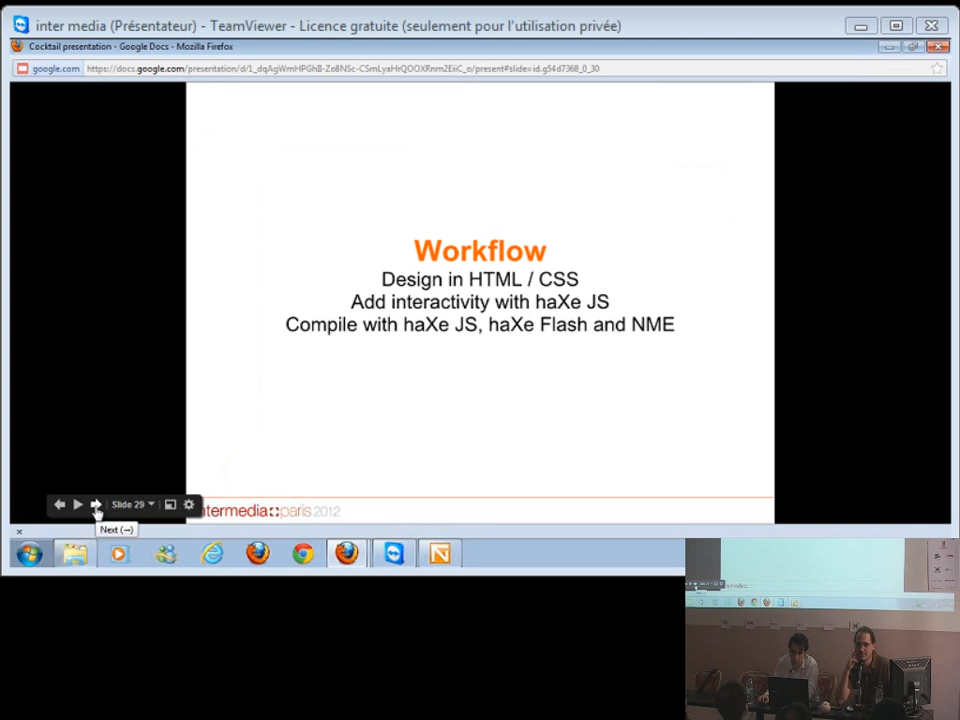 inter media (Présentateur) - TeamViewer - Licence gratuite (seulement pour l'utilisation privée)
Cocktail presentation - Google Docs - Mozilla Firefox
google.com
Workflow
Design in HTML / CSS
Add interactivity with haXe JS
Compile with haXe JS, haXe Flash and NME
Slide 29
intermedia::paris 2012
Next (→)